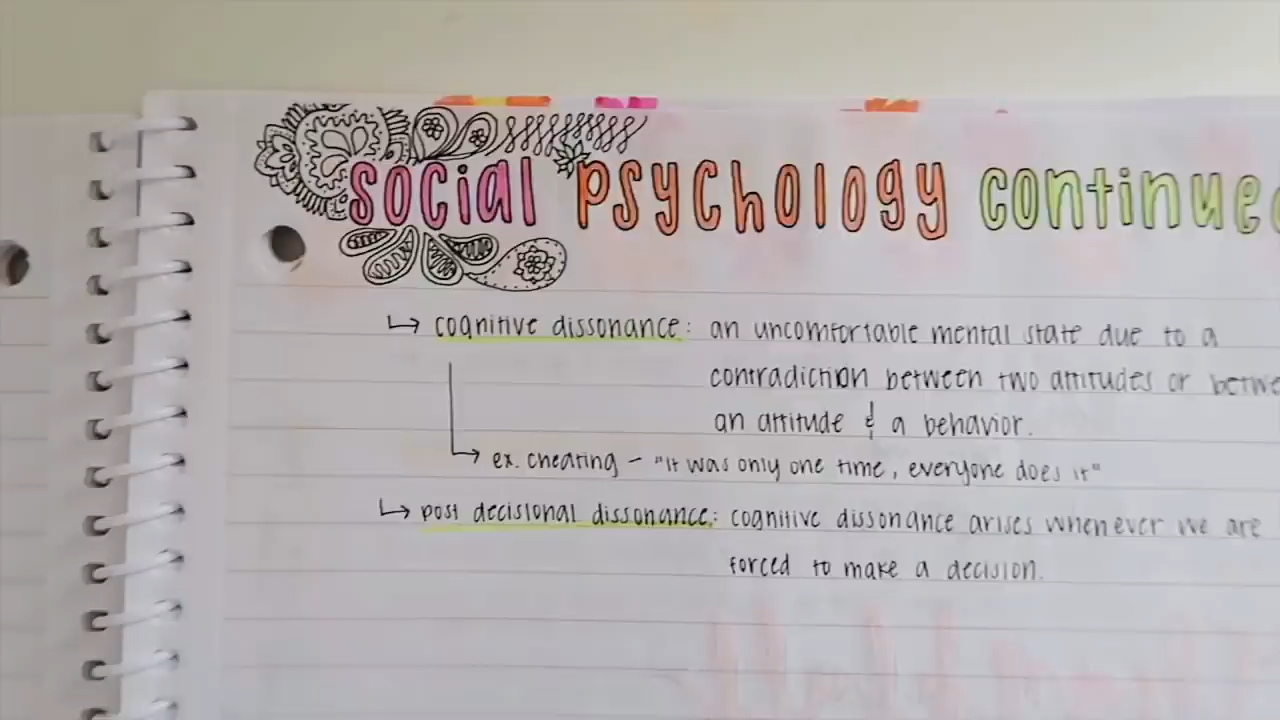 social psychology continue
↳ cognitive dissonance: an uncomfortable mental state due to a
contradiction between two attitudes or betwe
an attitude & a behavior.
↳ ex. cheating - "it was only one time, everyone does it"
↳ post decisional dissonance: cognitive dissonance arises whenever we are
forced to make a decision.